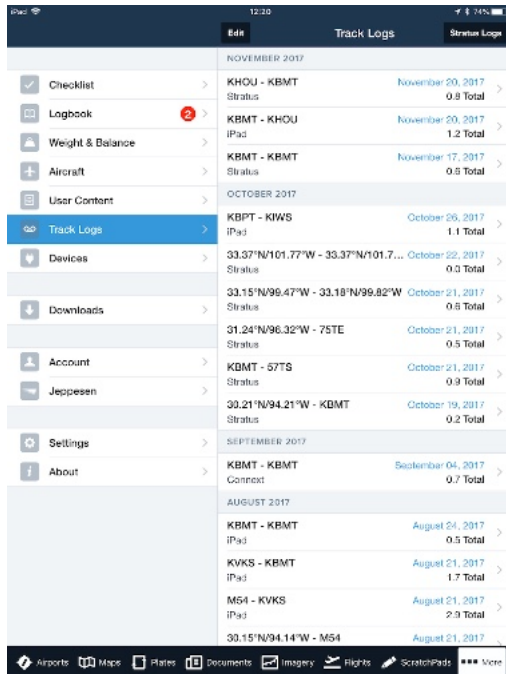 iPad 12:20 74%
Edit Track Logs Stratus Logs
Checklist
Logbook 2
Weight & Balance
Aircraft
User Content
Track Logs
Devices
Downloads
Account
Jeppesen
Settings
About
NOVEMBER 2017
KHOU - KBMT November 20, 2017
Stratus 0.8 Total
KBMT - KHOU November 20, 2017
iPad 1.2 Total
KBMT - KBMT November 17, 2017
Stratus 0.6 Total
OCTOBER 2017
KBPT - KIWS October 26, 2017
iPad 1.1 Total
33.37°N/101.77°W - 33.37°N/101.7... October 22, 2017
Stratus 0.0 Total
33.15°N/99.47°W - 33.18°N/99.82°W October 21, 2017
Stratus 0.6 Total
31.24°N/96.32°W - 75TE October 21, 2017
Stratus 0.5 Total
KBMT - 57TS October 21, 2017
Stratus 0.9 Total
30.21°N/94.21°W - KBMT October 19, 2017
Stratus 0.2 Total
SEPTEMBER 2017
KBMT - KBMT September 04, 2017
Connext 0.7 Total
AUGUST 2017
KBMT - KBMT August 24, 2017
iPad 0.5 Total
KVKS - KBMT August 21, 2017
iPad 1.7 Total
M54 - KVKS August 21, 2017
iPad 2.9 Total
30.15°N/94.14°W - M54 August 21, 2017
Airports Maps Plates Documents Imagery Flights ScratchPads More